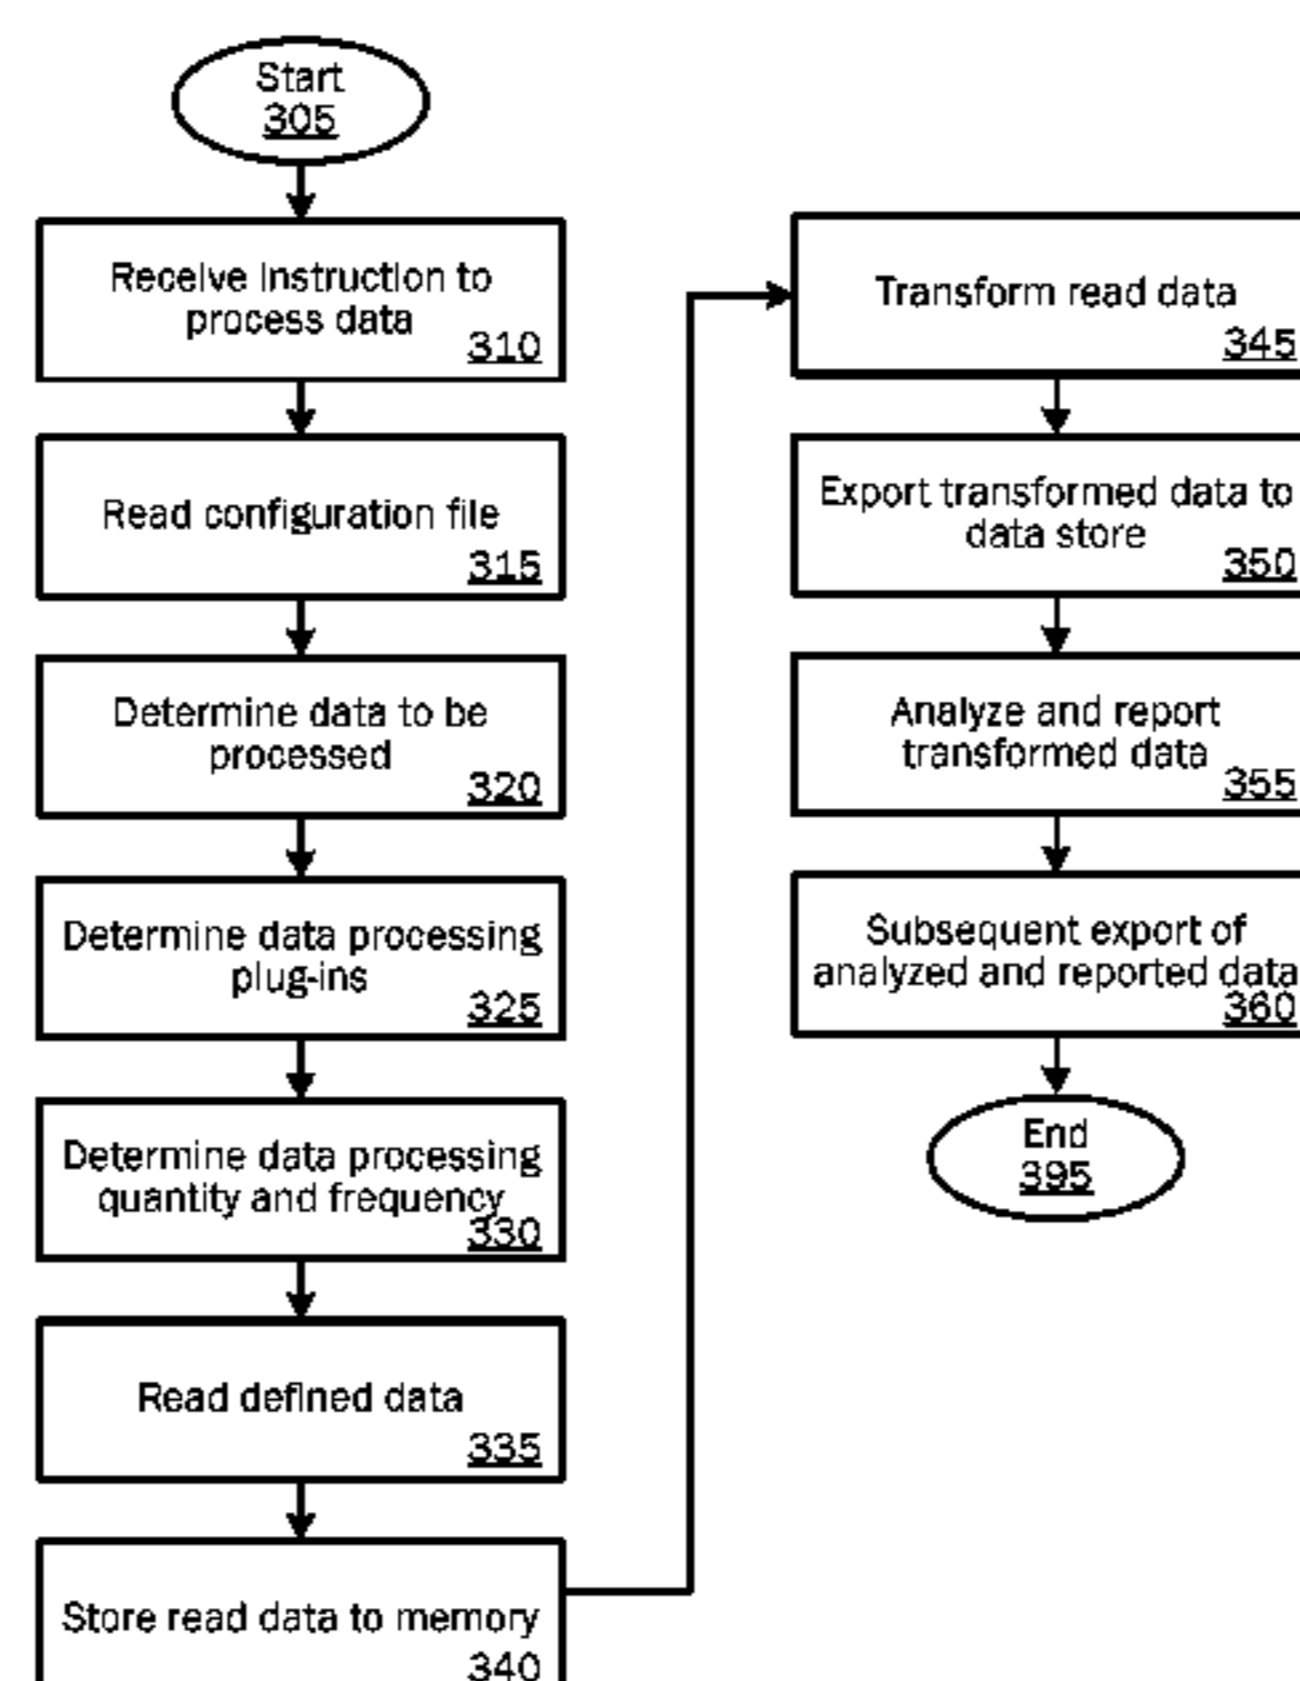 Start
305
Receive instruction to
process data
310
Read configuration file
315
Determine data to be
processed
320
Determine data processing
plug-ins
325
Determine data processing
quantity and frequency
330
Read defined data
335
Store read data to memory
340
Transform read data
345
Export transformed data to
data store
350
Analyze and report
transformed data
355
Subsequent export of
analyzed and reported data
360
End
395